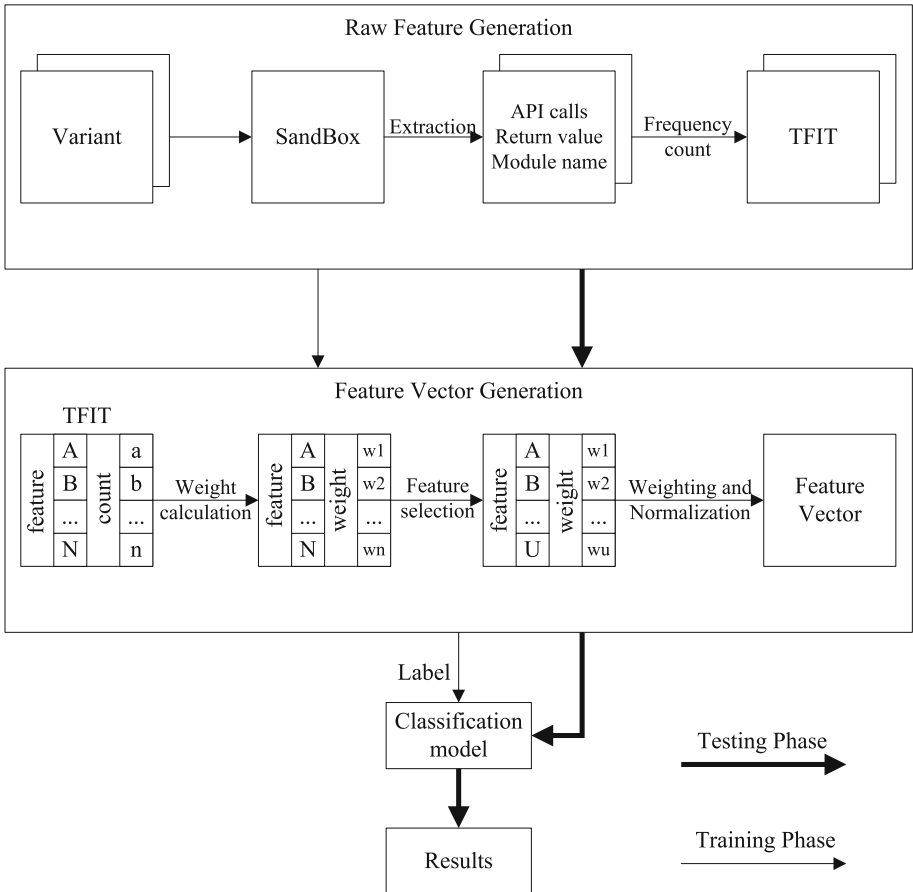 Raw Feature Generation
Variant
SandBox
Extraction
API calls
Return value
Module name
Frequency
count
TFIT
Feature Vector Generation
TFIT
feature
A
B
...
N
count
a
b
...
n
Weight
calculation
feature
A
B
...
N
weight
w1
w2
...
wn
Feature
selection
feature
A
B
...
U
weight
w1
w2
...
wu
Weighting and
Normalization
Feature
Vector
Label
Classification
model
Testing Phase
Training Phase
Results